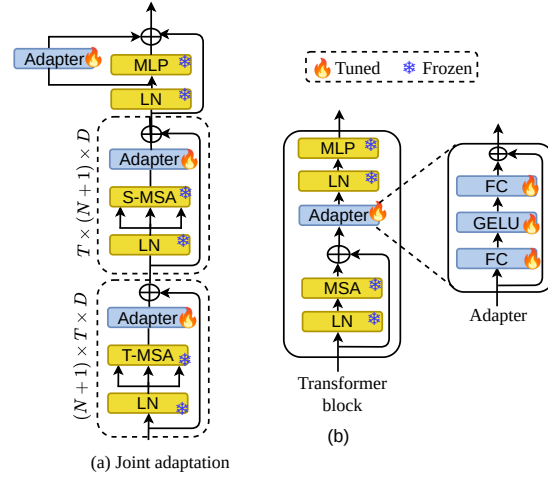 Adapter
MLP
LN
T × (N + 1) × D
Adapter
S-MSA
LN
(N + 1) × T × D
Adapter
T-MSA
LN
(a) Joint adaptation
Tuned Frozen
MLP
LN
Adapter
MSA
LN
Transformer
block
(b)
FC
GELU
FC
Adapter